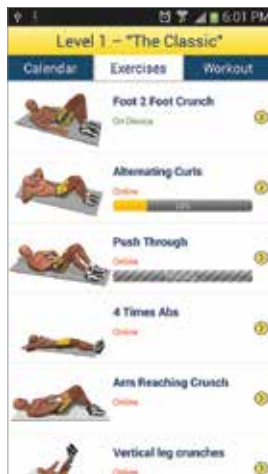 6:01 PM
Level 1 – "The Classic"
Calendar
Exercises
Workout
Foot 2 Foot Crunch
On Device
Alternating Curls
Online
Push Through
Online
4 Times Abs
Online
Arm Reaching Crunch
Online
Vertical leg crunches
Online